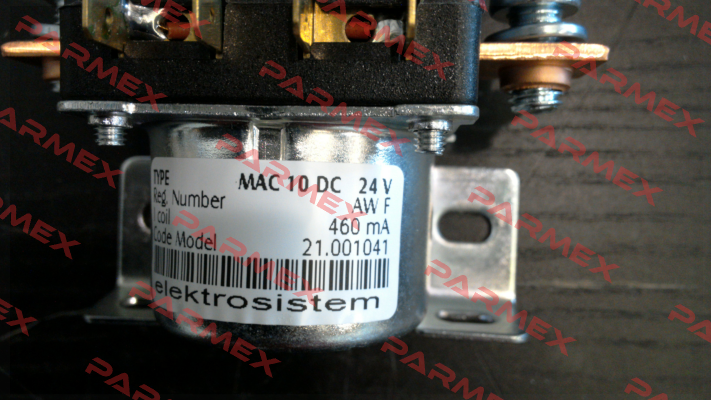 TYPE MAC 10 DC 24 V
Reg. Number AW F
I coil 460 mA
Code Model 21.001041
elektrosistem
PARMEX